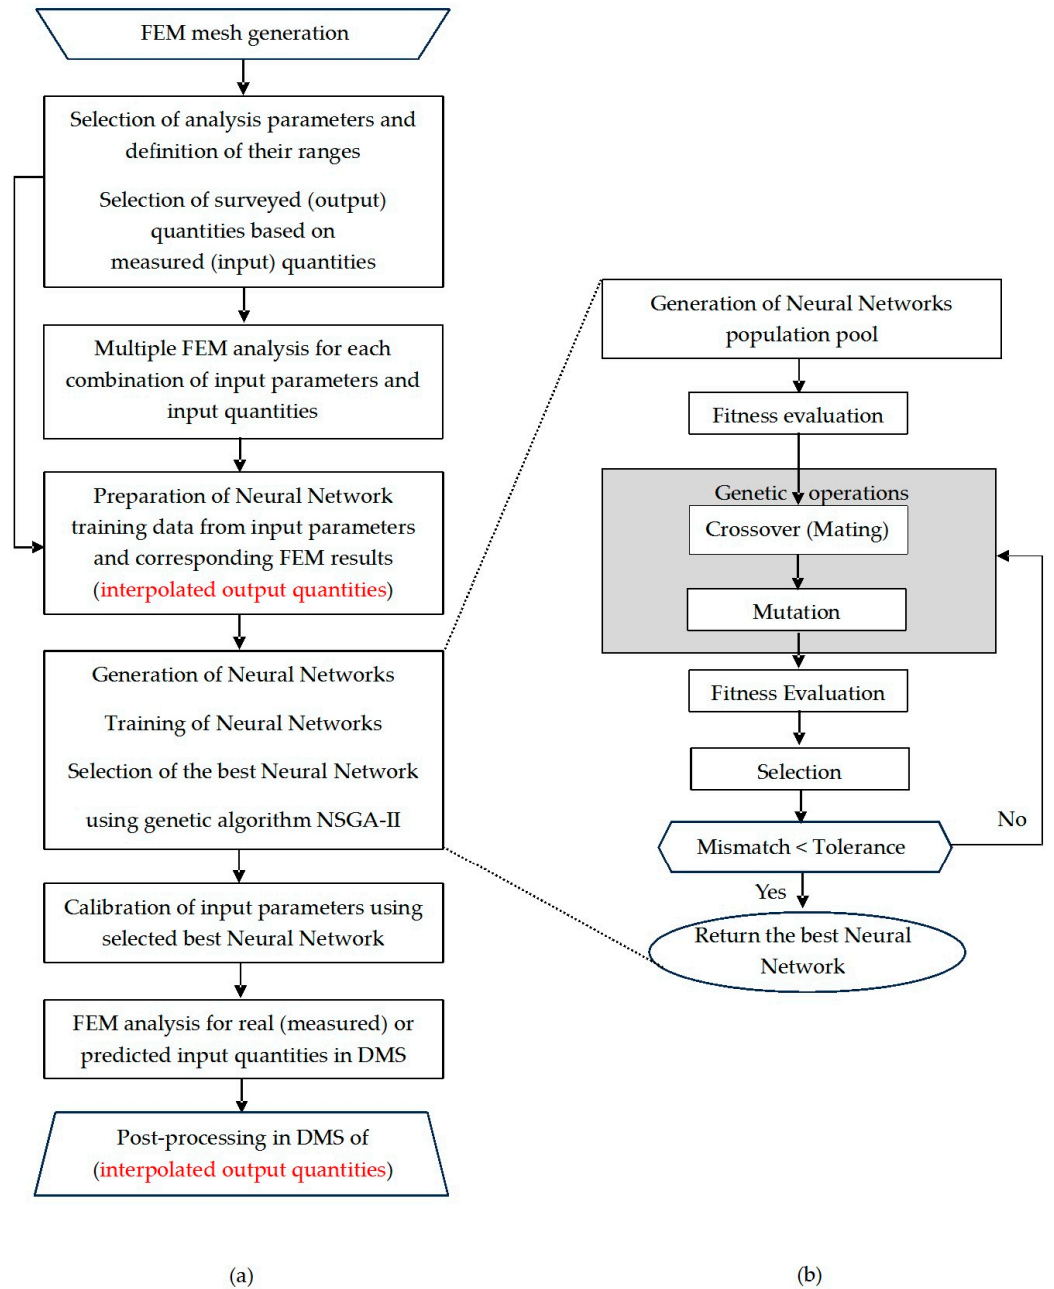 FEM mesh generation
Selection of analysis parameters and
definition of their ranges
Selection of surveyed (output)
quantities based on
measured (input) quantities
Multiple FEM analysis for each
combination of input parameters and
input quantities
Preparation of Neural Network
training data from input parameters
and corresponding FEM results
(interpolated output quantities)
Generation of Neural Networks
Training of Neural Networks
Selection of the best Neural Network
using genetic algorithm NSGA-II
Calibration of input parameters using
selected best Neural Network
FEM analysis for real (measured) or
predicted input quantities in DMS
Post-processing in DMS of
(interpolated output quantities)
(a)
Generation of Neural Networks
population pool
Fitness evaluation
Genetic operations
Crossover (Mating)
Mutation
Fitness Evaluation
Selection
Mismatch < Tolerance
No
Yes
Return the best Neural
Network
(b)